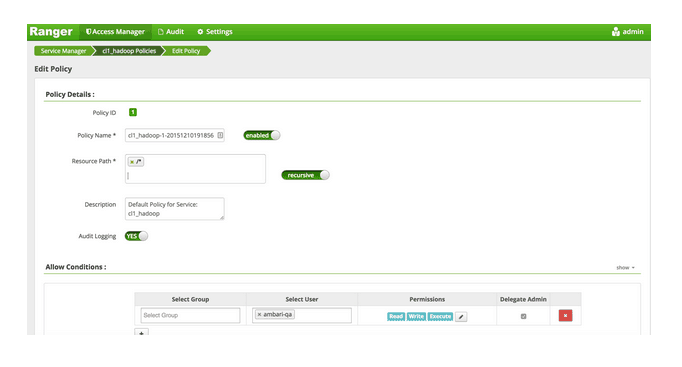 Ranger Access Manager Audit Settings admin
Service Manager cl1_hadoop Policies Edit Policy
Edit Policy
Policy Details :
Policy ID 1
Policy Name * cl1_hadoop-1-20151210191856 enabled
Resource Path * × /*
recursive
Description Default Policy for Service:
cl1_hadoop
Audit Logging YES
Allow Conditions : show
Select Group Select User Permissions Delegate Admin
Select Group × ambari-qa Read Write Execute ×
+